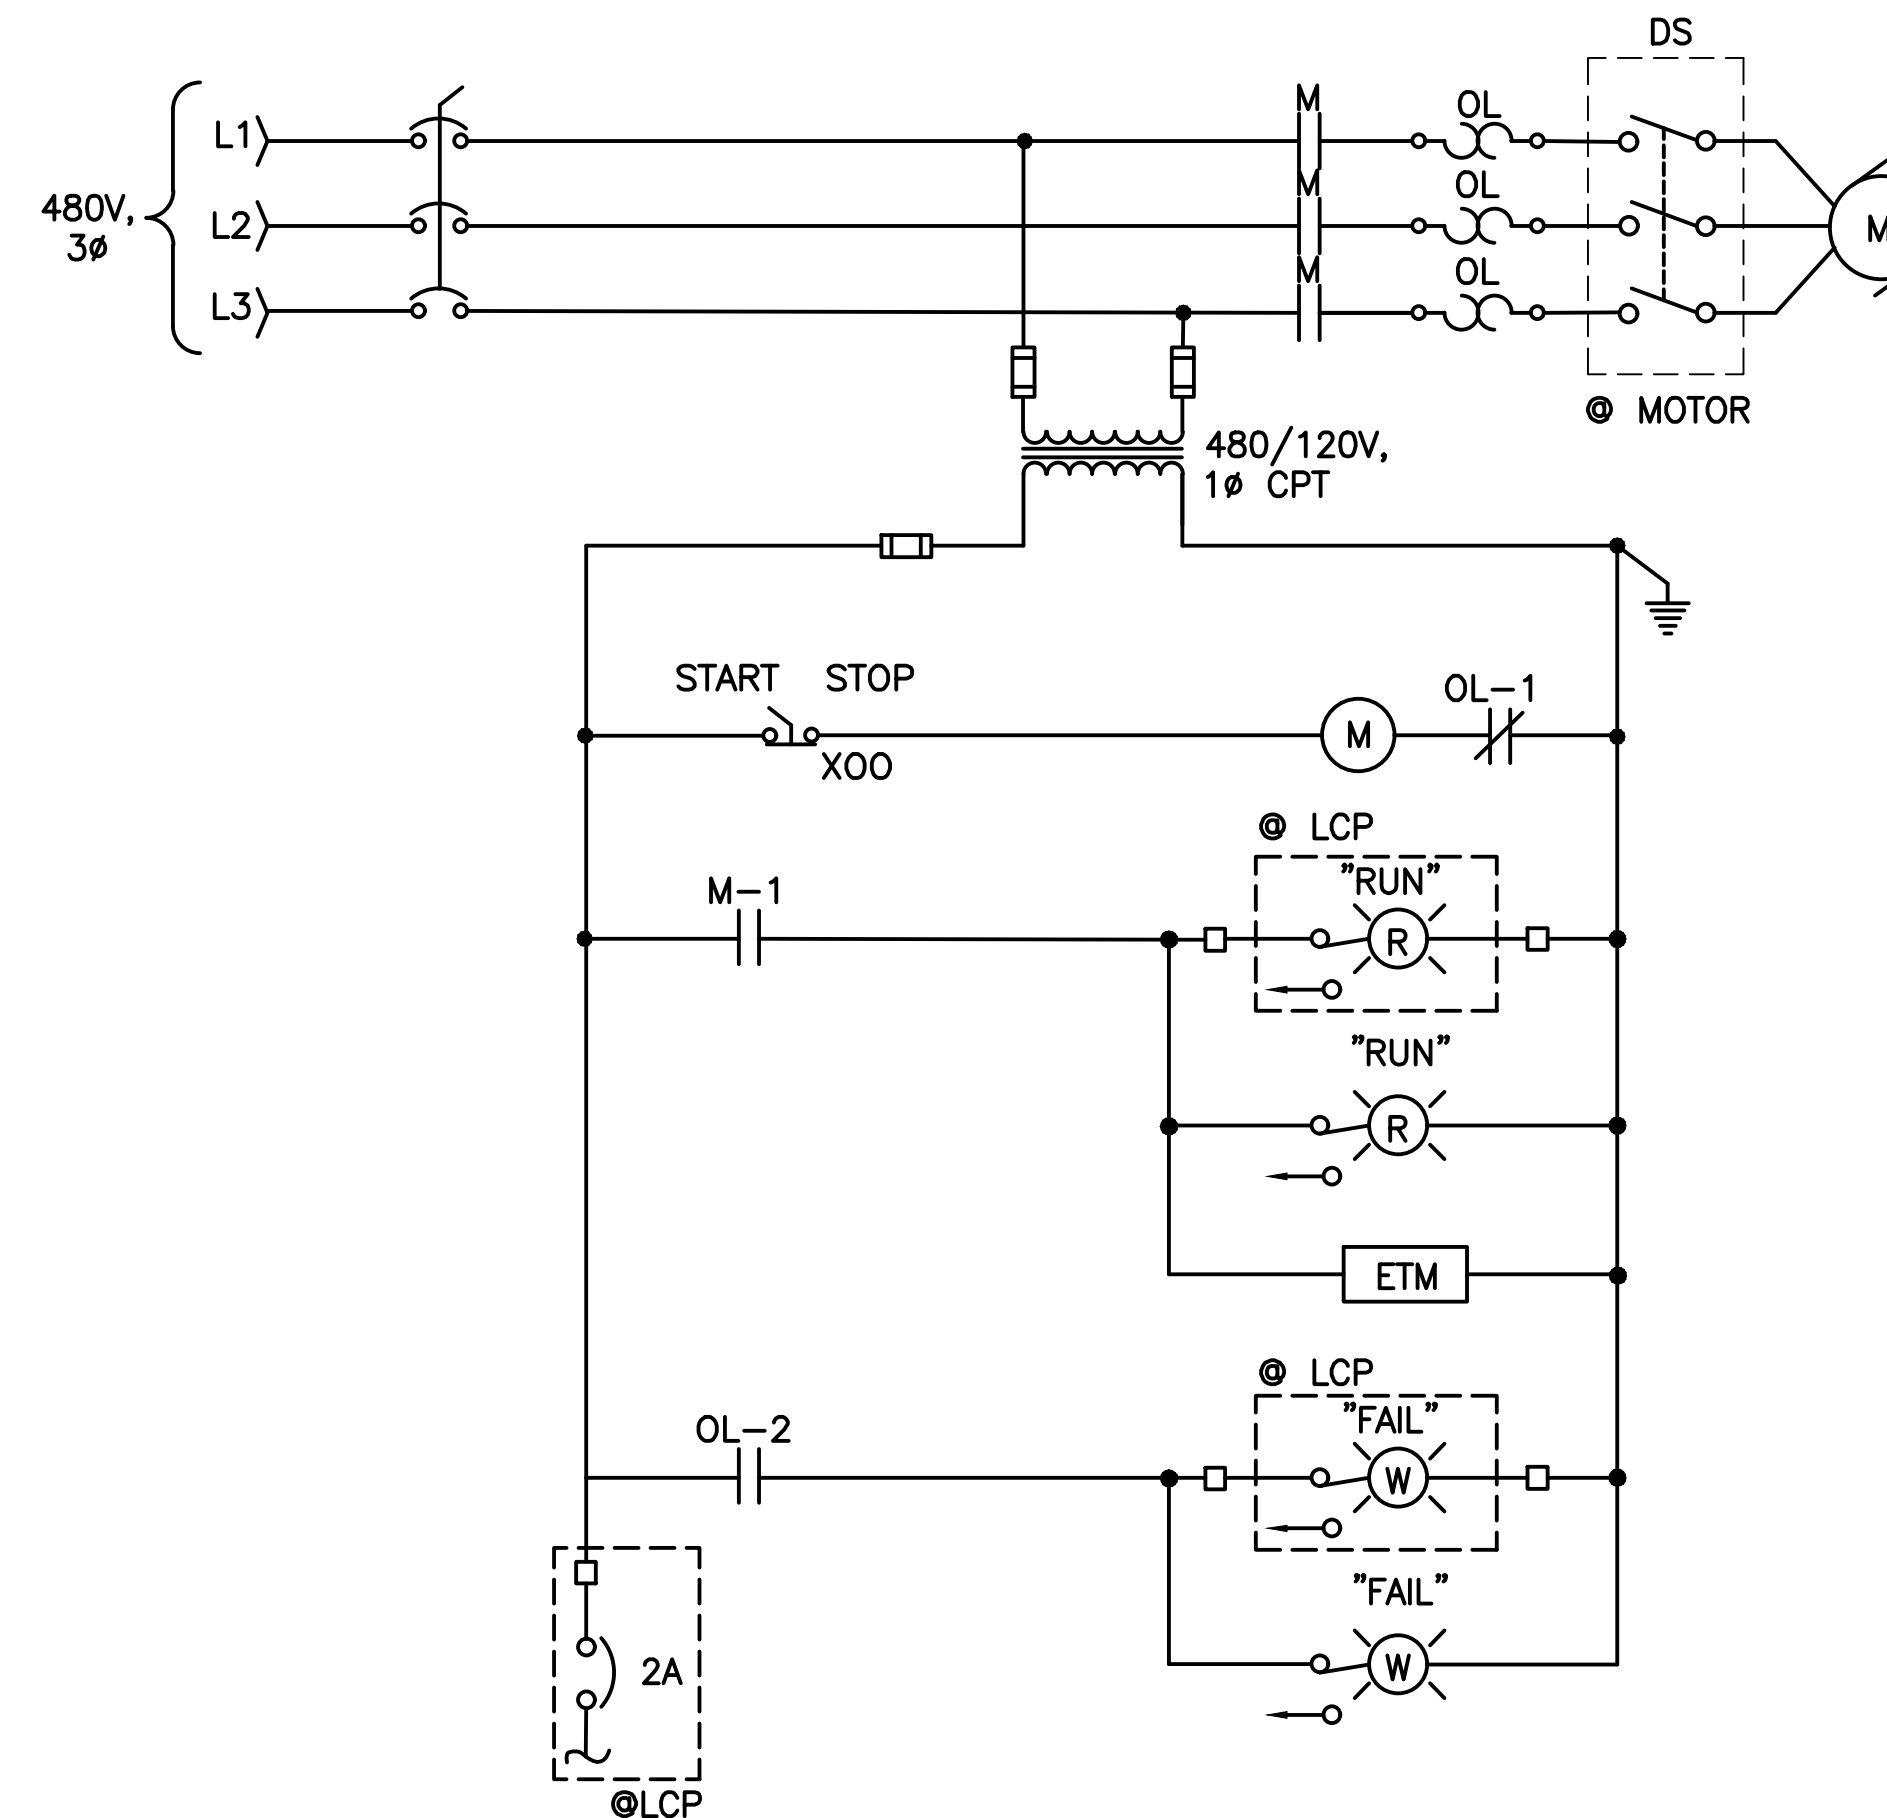 DS
M
OL
L1
480V,
3ø
L2
M
OL
M
L3
M
OL
@ MOTOR
480/120V,
1ø CPT
START STOP
OL-1
M
XOO
@ LCP
"RUN"
M-1
R
"RUN"
R
ETM
@ LCP
"FAIL"
OL-2
W
"FAIL"
W
2A
@LCP